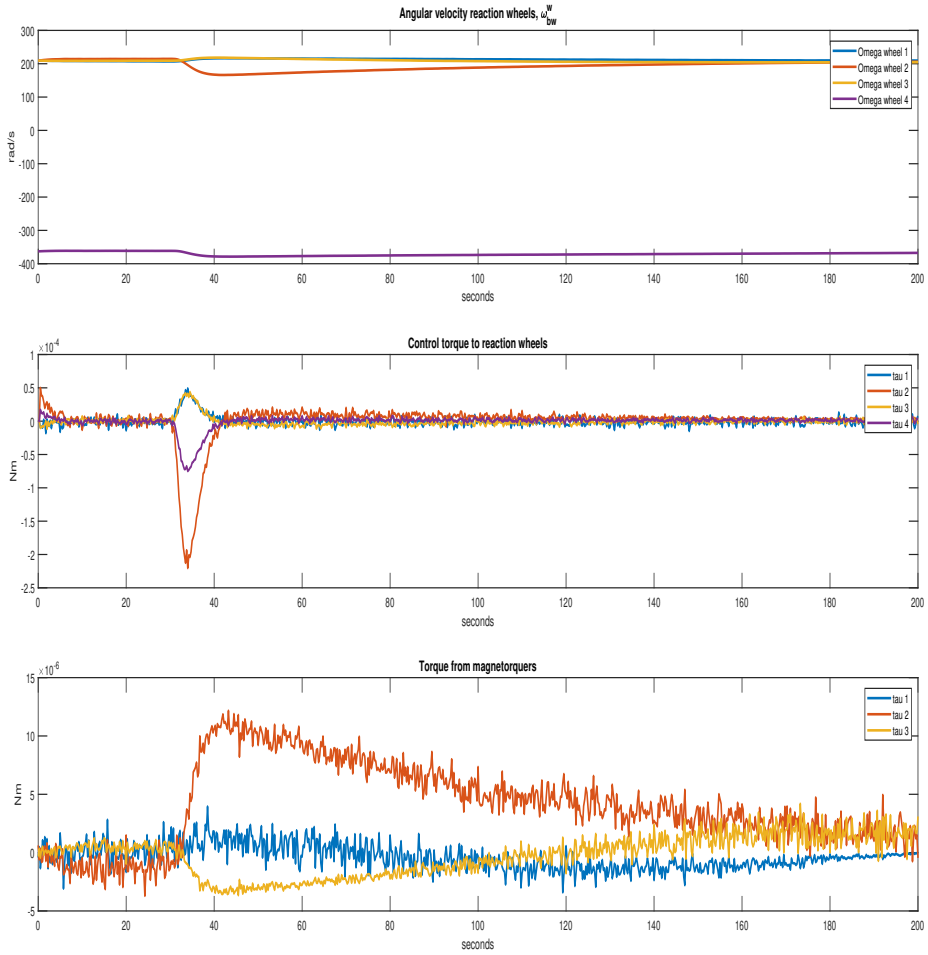 Angular velocity reaction wheels, ω^w_bw
300
200
100
0
-100
-200
-300
-400
rad/s
Omega wheel 1
Omega wheel 2
Omega wheel 3
Omega wheel 4
0 20 40 60 80 100 120 140 160 180 200
seconds
×10^-4
Control torque to reaction wheels
1
0.5
0
-0.5
-1
-1.5
-2
-2.5
Nm
tau 1
tau 2
tau 3
tau 4
0 20 40 60 80 100 120 140 160 180 200
seconds
×10^-6
Torque from magnetorquers
15
10
5
0
-5
Nm
tau 1
tau 2
tau 3
0 20 40 60 80 100 120 140 160 180 200
seconds